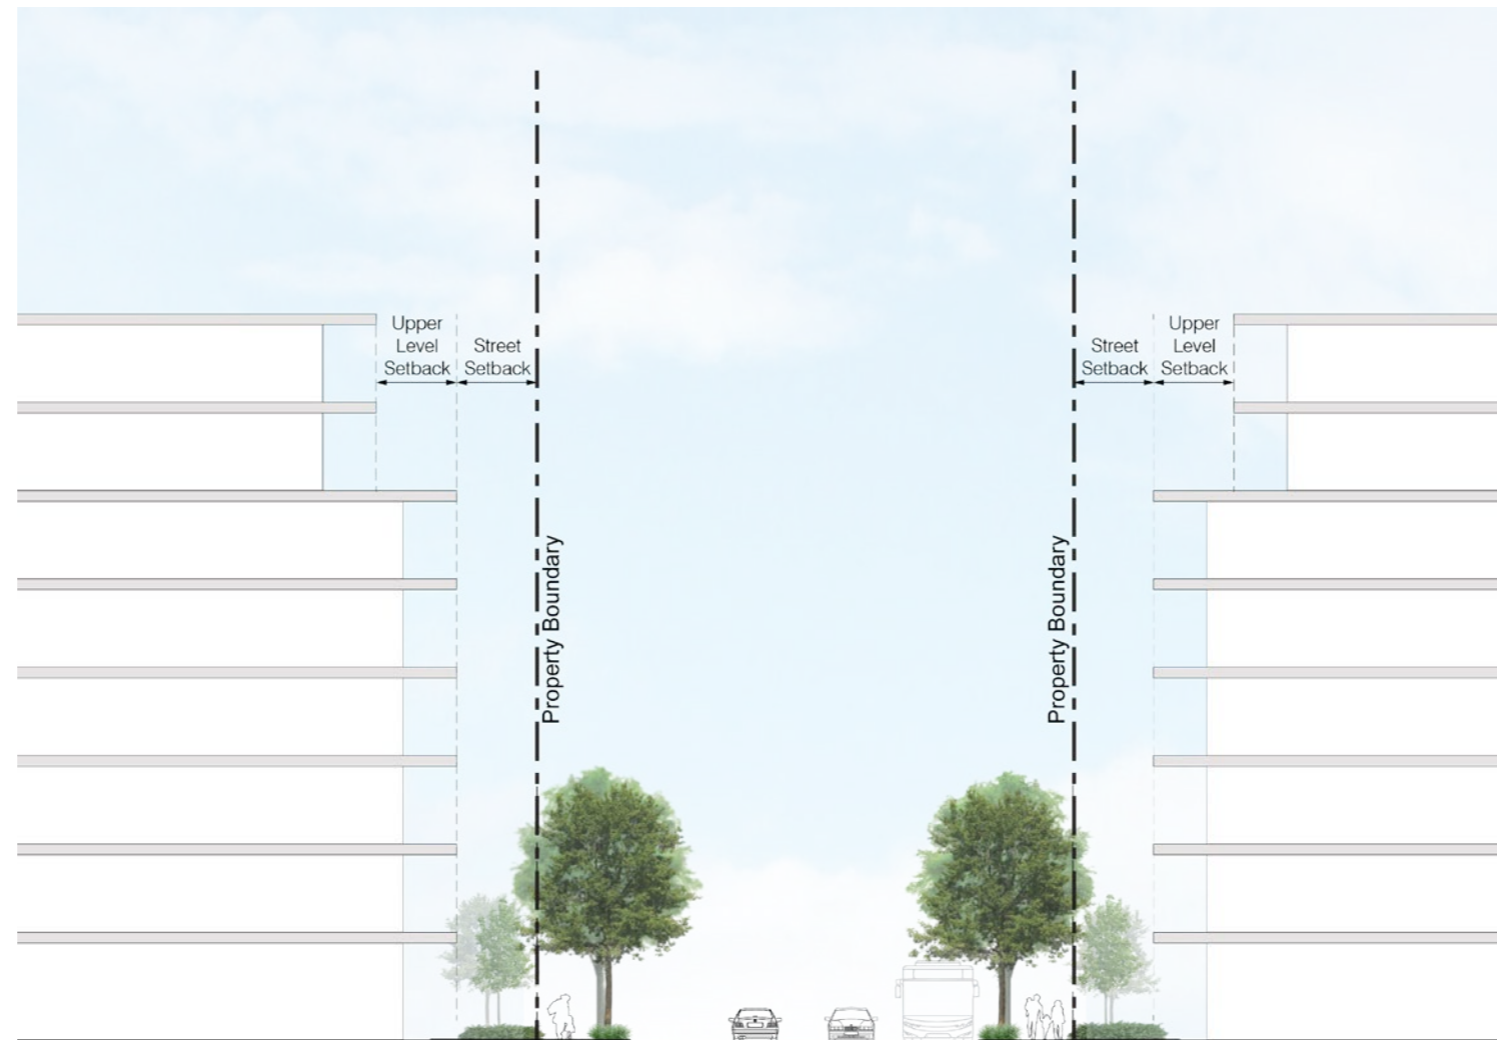 Upper
Level
Setback
Street
Setback
Street
Setback
Upper
Level
Setback
Property Boundary
Property Boundary